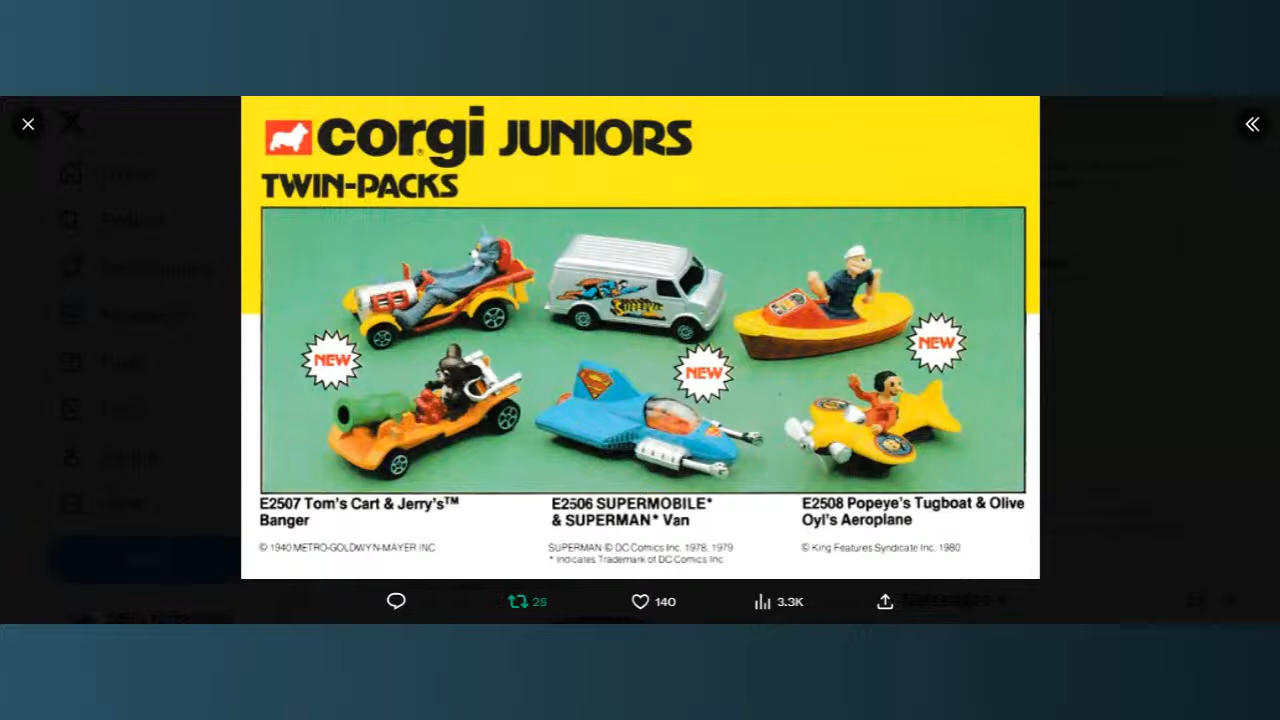 corgi JUNIORS
TWIN-PACKS
NEW
NEW
NEW
E2507 Tom's Cart & Jerry's™
Banger
© 1940 METRO-GOLDWYN-MAYER INC
E2506 SUPERMOBILE*
& SUPERMAN* Van
SUPERMAN © DC Comics Inc. 1978, 1979
* Indicates Trademark of DC Comics Inc
E2508 Popeye's Tugboat & Olive
Oyl's Aeroplane
© King Features Syndicate Inc. 1980
28
140
3.3K